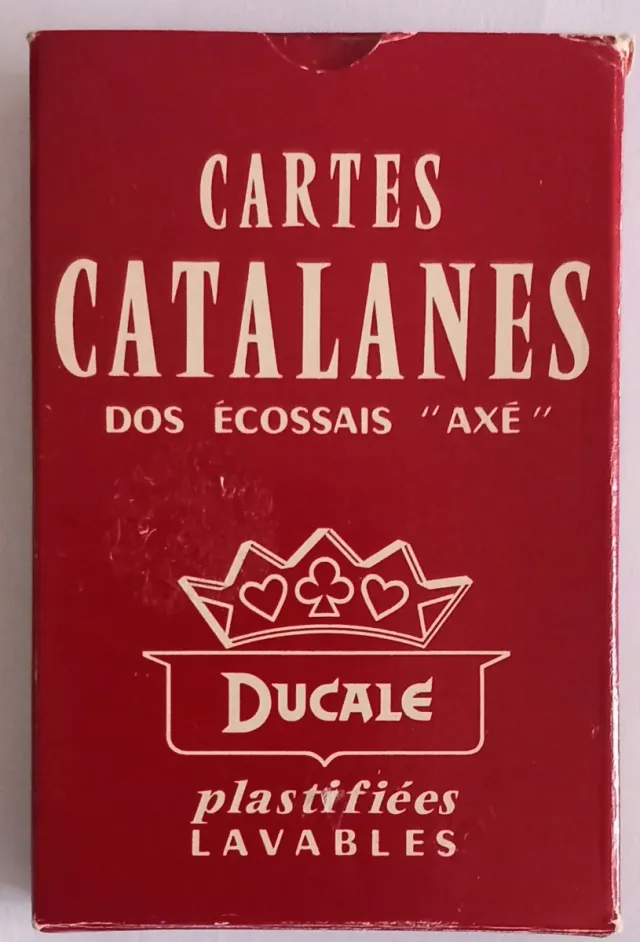 CARTES
CATALANES
DOS ÉCOSSAIS "AXÉ"
DUCALE
plastifiées
LAVABLES